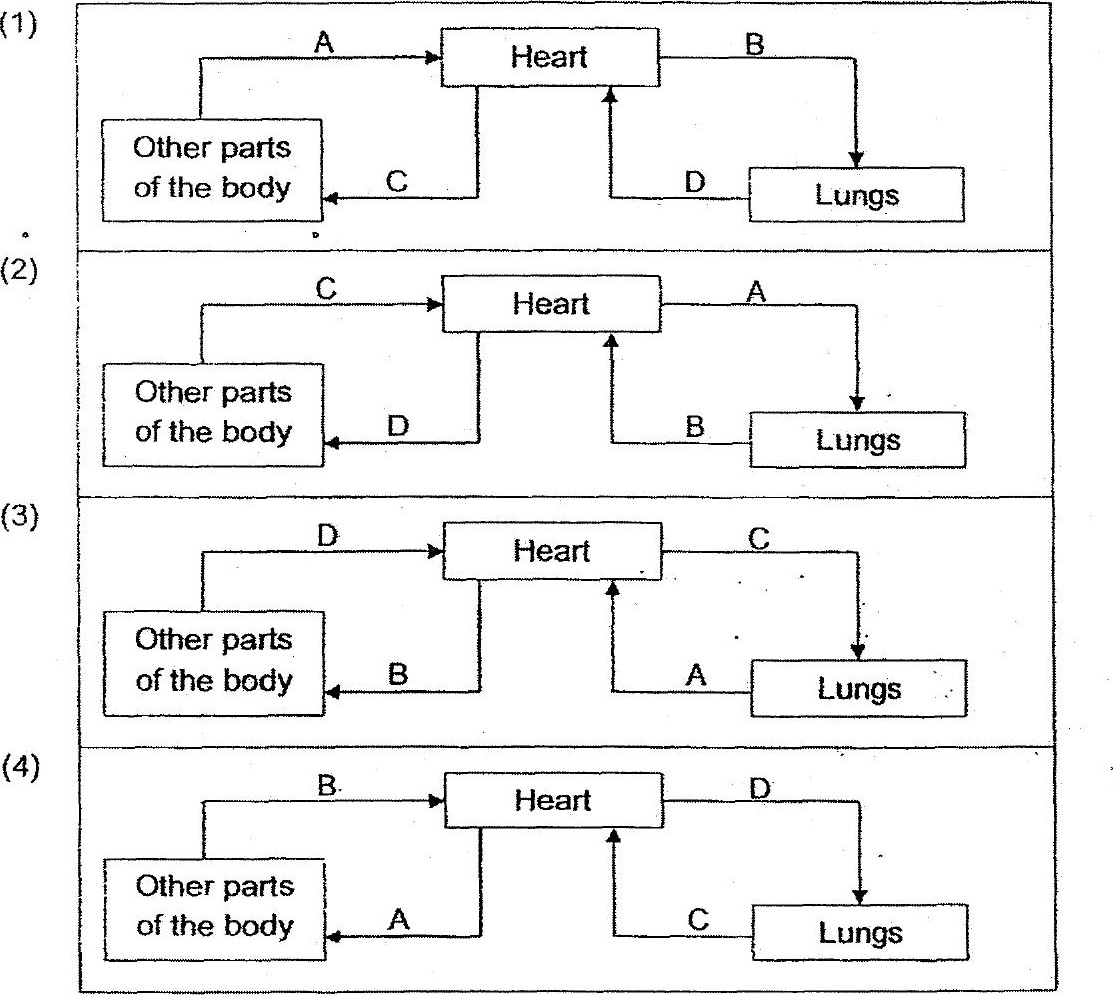 (1)
A
Heart
B
Other parts
of the body
C
D
Lungs
(2)
C
Heart
A
Other parts
of the body
D
B
Lungs
(3)
D
Heart
C
Other parts
of the body
B
A
Lungs
(4)
B
Heart
D
Other parts
of the body
A
C
Lungs